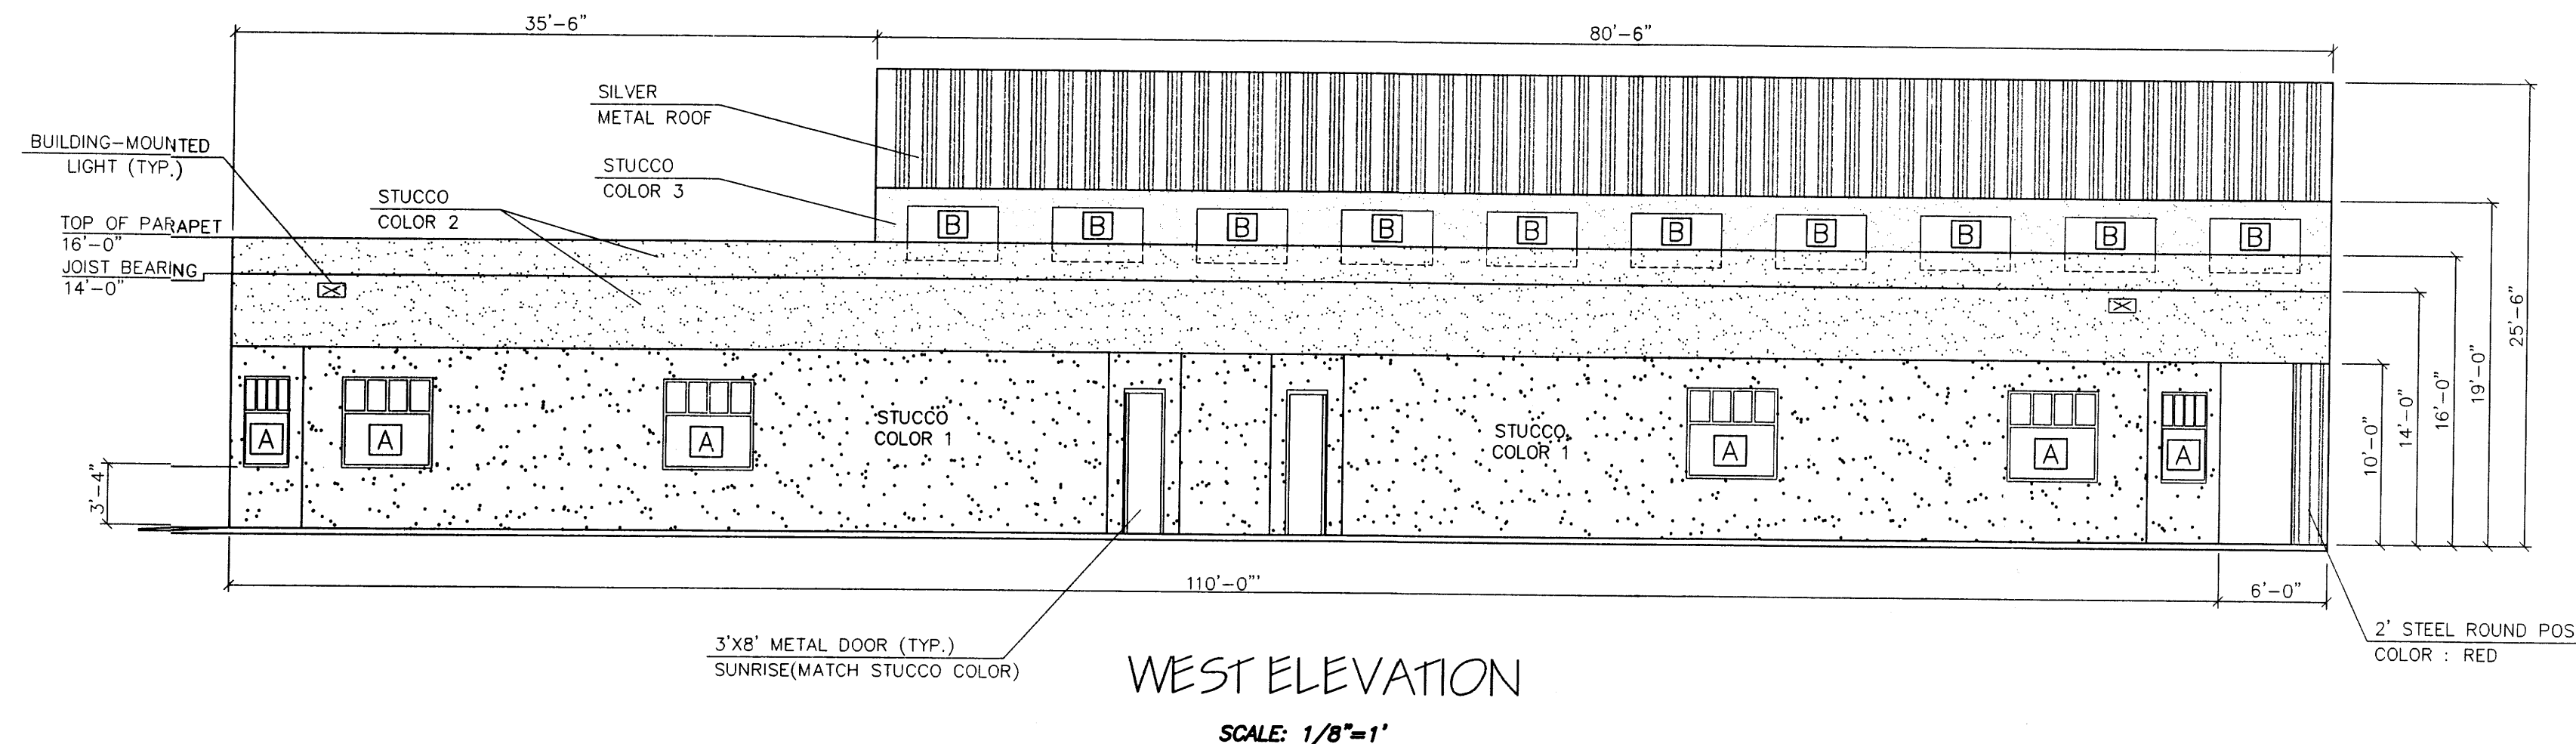 35'-6"
80'-6"
SILVER
METAL ROOF
BUILDING-MOUNTED
LIGHT (TYP.)
STUCCO
COLOR 3
STUCCO
COLOR 2
TOP OF PARAPET
16'-0"
JOIST BEARING
14'-0"
B B B B B B B B B B
A A A A A A
STUCCO
COLOR 1
STUCCO
COLOR 1
3'-4"
10'-0"
14'-0"
16'-0"
19'-0"
25'-6"
110'-0"'
6'-0"
3'X8' METAL DOOR (TYP.)
SUNRISE(MATCH STUCCO COLOR)
2' STEEL ROUND POS
COLOR : RED
WEST ELEVATION
SCALE: 1/8"=1'